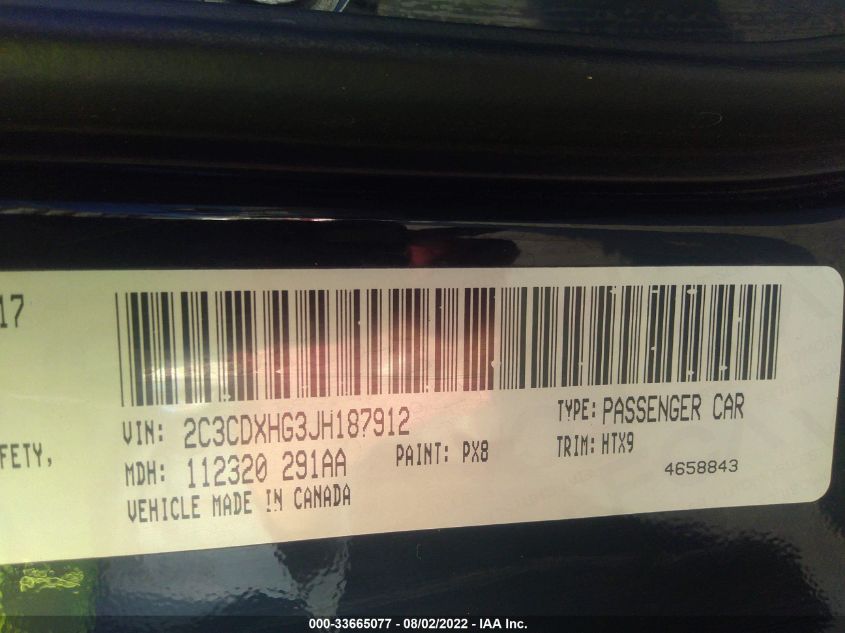 17
FETY,
VIN: 2C3CDXHG3JH187912
TYPE: PASSENGER CAR
MDH: 112320 291AA
PAINT: PX8
TRIM: HTX9
VEHICLE MADE IN CANADA
4658843
000-33665077 - 08/02/2022 - IAA Inc.